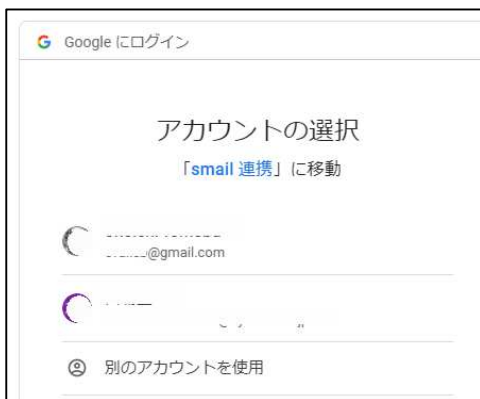 Google にログイン
アカウントの選択
「smail 連携」に移動
@gmail.com
別のアカウントを使用